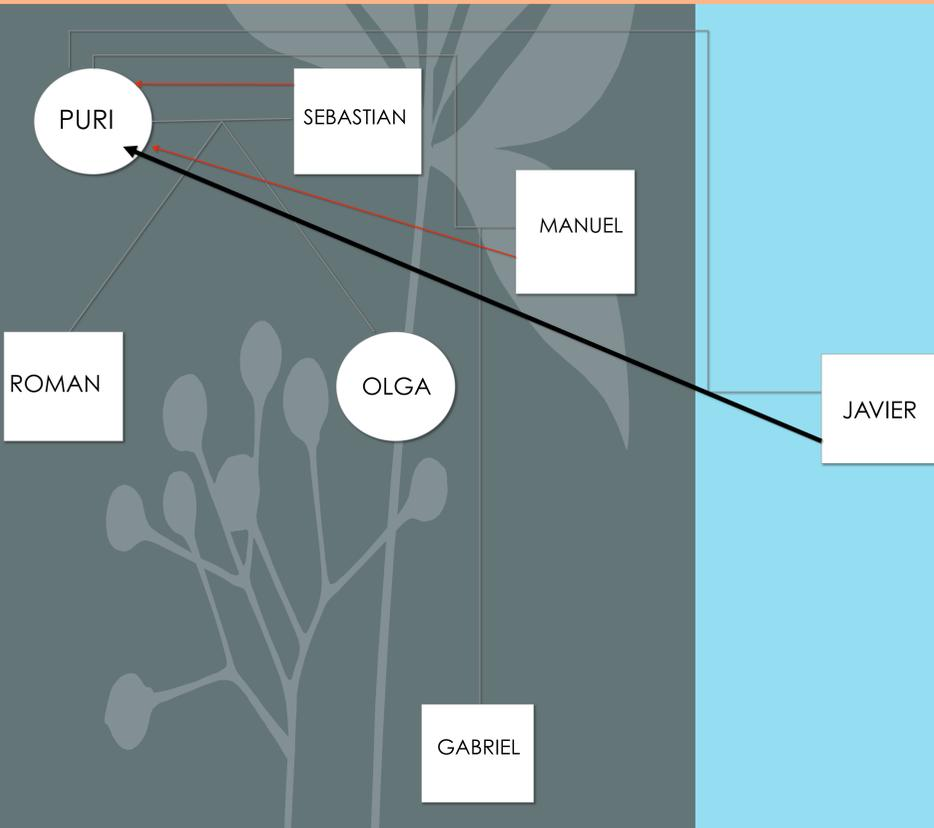 PURI
SEBASTIAN
MANUEL
ROMAN
OLGA
JAVIER
GABRIEL